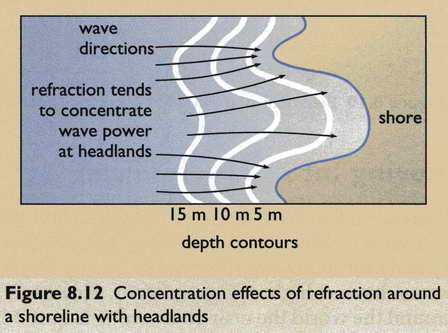 wave
directions
refraction tends
to concentrate
wave power
at headlands
shore
15 m 10 m 5 m
depth contours
Figure 8.12 Concentration effects of refraction around
a shoreline with headlands